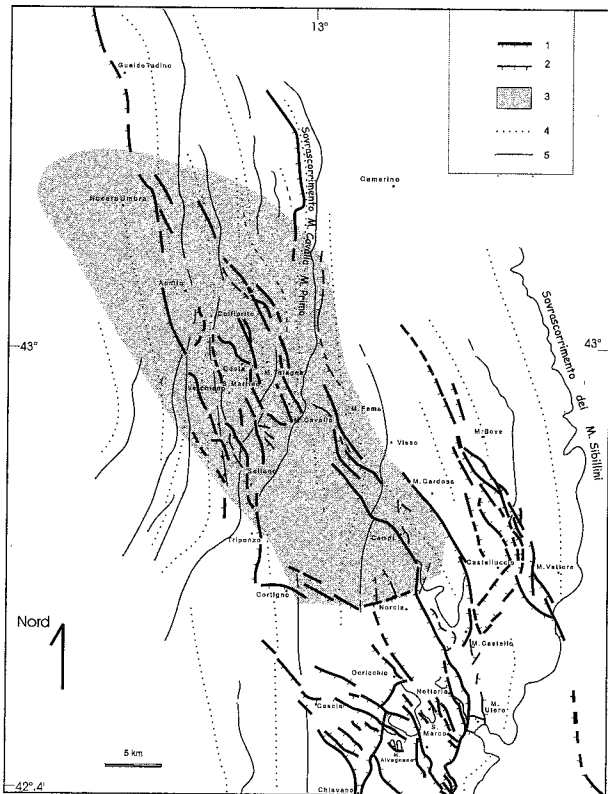 13°
1
2
3
4
5
Gualdo Tadino
Camerino
Sovrascorrimento M. Cavallo M. Primo
Nocera Umbra
Annifo
Colfiorito
43°
43°
Sovrascorrimento dei M. Sibillini
Costa
S. Martino
M. Cavallo
M. Fema
M. Bove
Visso
Sellano
M. Cardosa
Triponzo
Campi
Castelluccio
M. Vettore
Cortigno
Norcia
Nord
M. Castello
Ocricchio
Nottoria
M. Utero
Cascia
S. Marco
M. Alvagnano
5 km
Chiavano
42°.4'